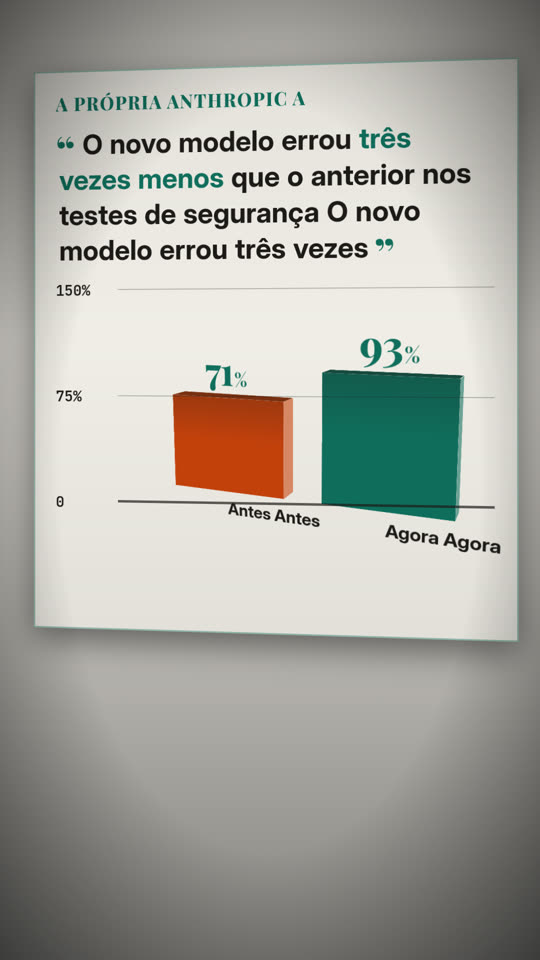 A PRÓPRIA ANTHROPIC A
“ O novo modelo errou três
vezes menos que o anterior nos
testes de segurança O novo
modelo errou três vezes ”
150%
93%
71%
75%
0
Antes Antes
Agora Agora